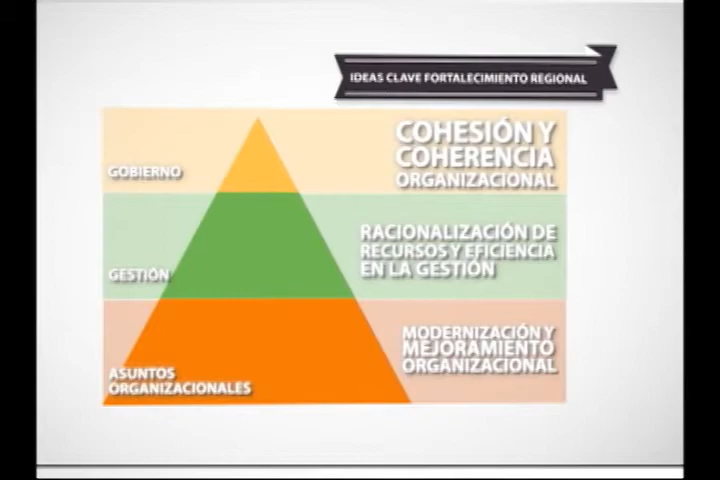 IDEAS CLAVE FORTALECIMIENTO REGIONAL
GOBIERNO
COHESIÓN Y
COHERENCIA
ORGANIZACIONAL
GESTIÓN
RACIONALIZACIÓN DE
RECURSOS Y EFICIENCIA
EN LA GESTIÓN
ASUNTOS
ORGANIZACIONALES
MODERNIZACIÓN Y
MEJORAMIENTO
ORGANIZACIONAL